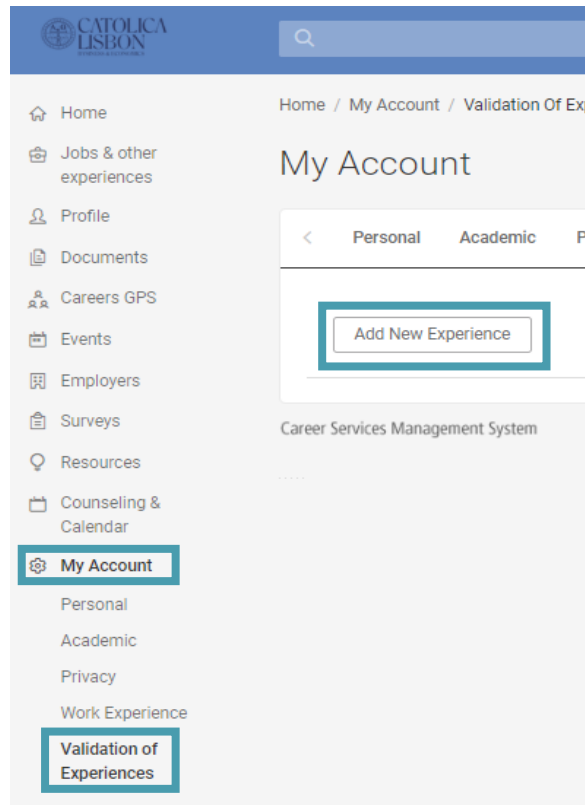 CATOLICA
LISBON
Home / My Account / Validation Of Ex
My Account
Personal Academic
Add New Experience
Career Services Management System
Home
Jobs & other
experiences
Profile
Documents
Careers GPS
Events
Employers
Surveys
Resources
Counseling &
Calendar
My Account
Personal
Academic
Privacy
Work Experience
Validation of
Experiences